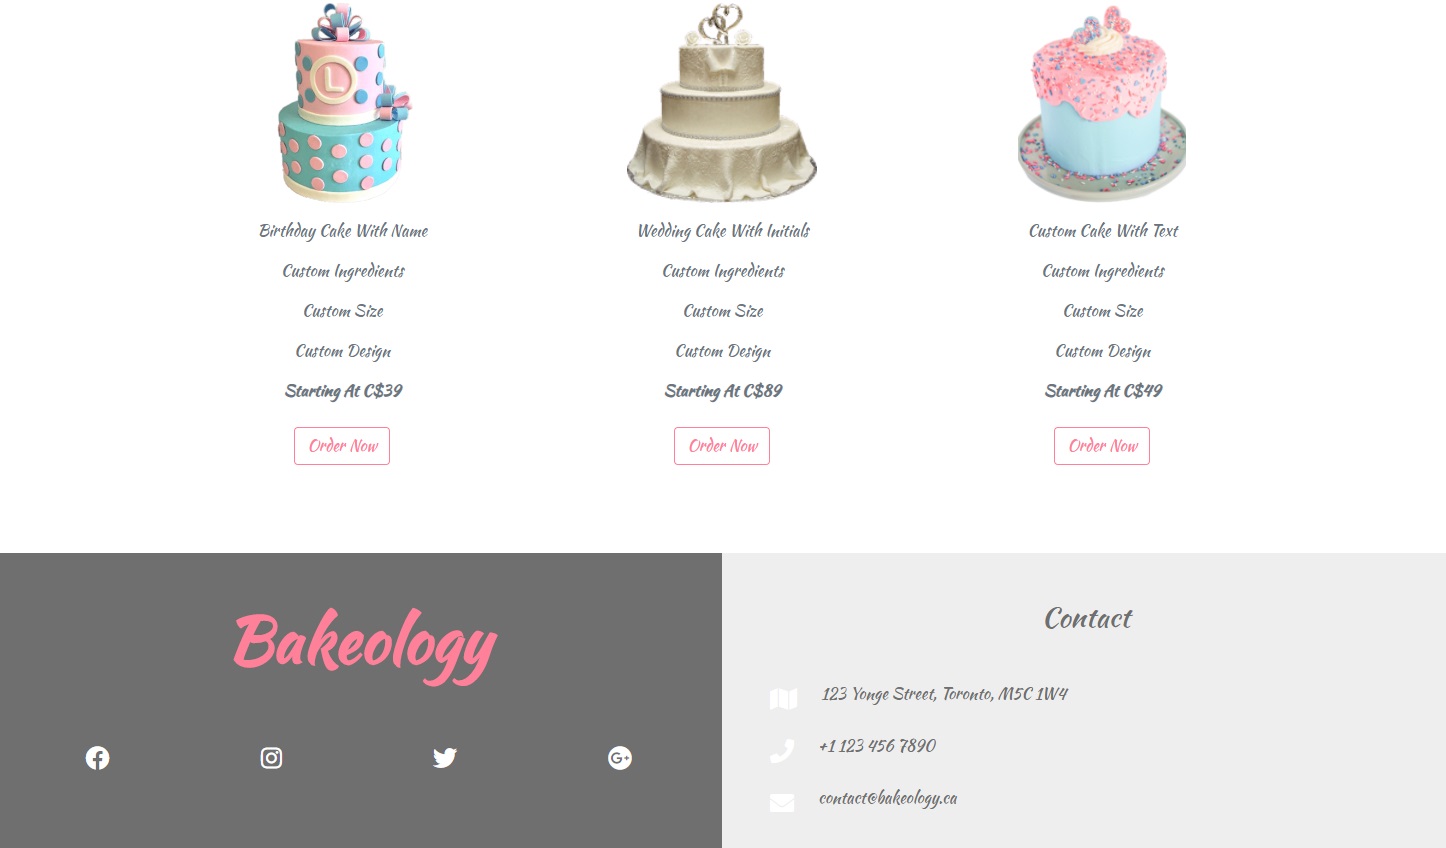 L
Birthday Cake With Name
Custom Ingredients
Custom Size
Custom Design
Starting At C$39
Order Now
Wedding Cake With Initials
Custom Ingredients
Custom Size
Custom Design
Starting At C$89
Order Now
Custom Cake With Text
Custom Ingredients
Custom Size
Custom Design
Starting At C$49
Order Now
Bakeology
G+
Contact
123 Yonge Street, Toronto, M5C 1W4
+1 123 456 7890
contact@bakeology.ca